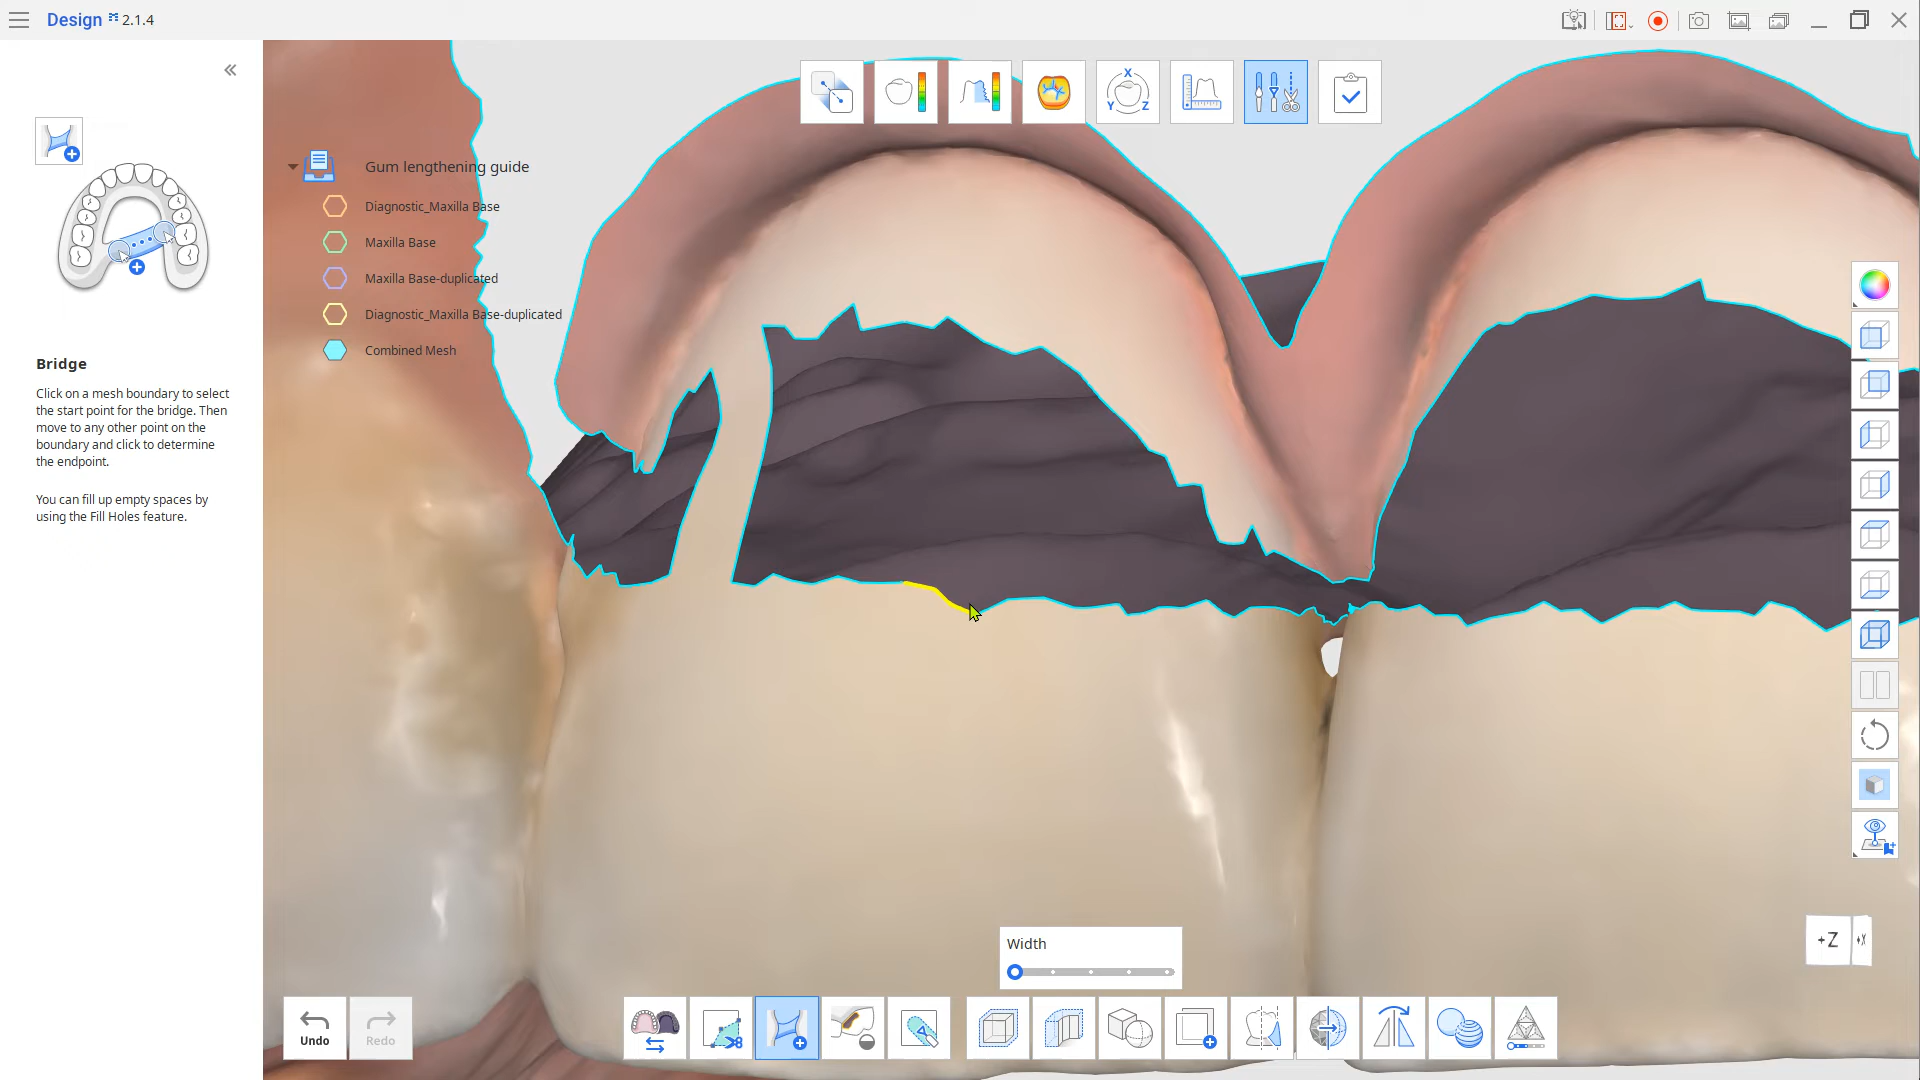 Design 2.1.4
Gum lengthening guide
Diagnostic_Maxilla Base
Maxilla Base
Maxilla Base-duplicated
Diagnostic_Maxilla Base-duplicated
Combined Mesh
Bridge
Click on a mesh boundary to select
the start point for the bridge. Then
move to any other point on the
boundary and click to determine
the endpoint.
You can fill up empty spaces by
using the Fill Holes feature.
X
Y Z
Width
+Z
Undo
Redo